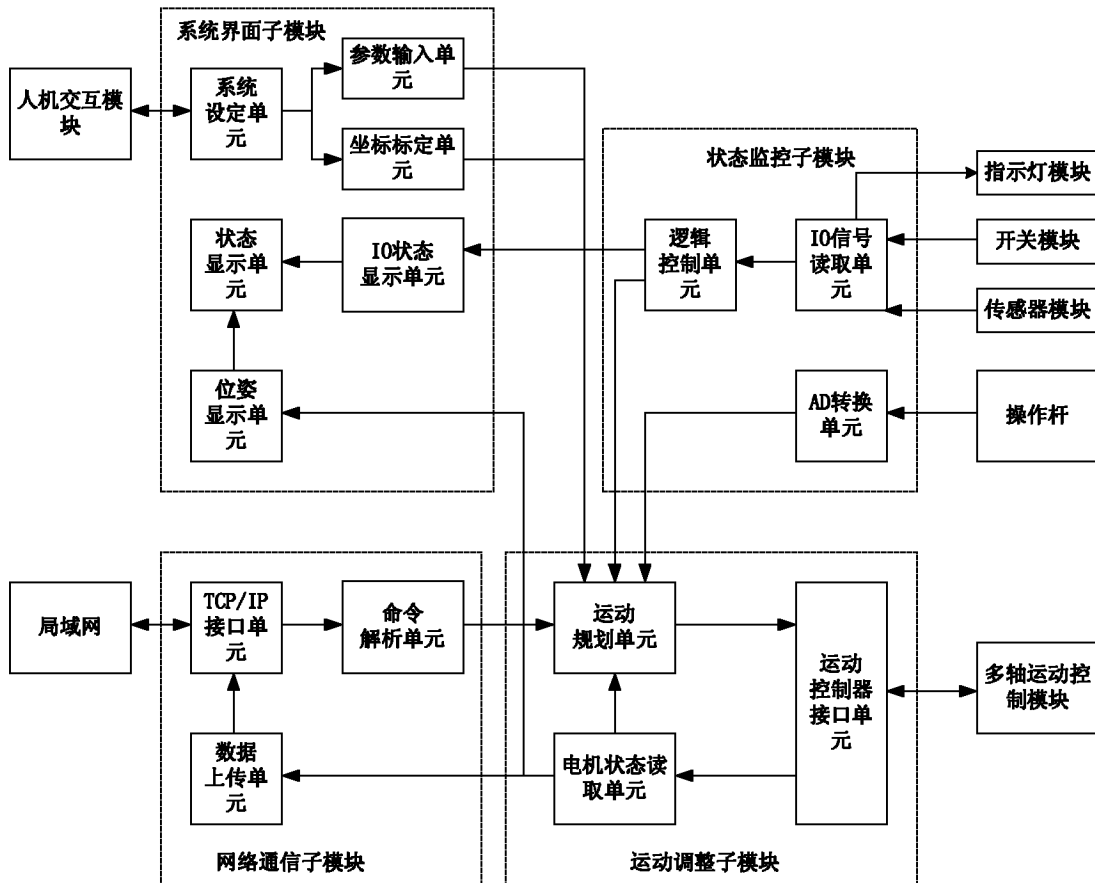 系统界面子模块
人机交互模
块
系统
设定单
元
参数输入单
元
坐标标定单
元
状态
显示单
元
IO状态
显示单元
位姿
显示单
元
状态监控子模块
逻辑
控制单
元
IO信号
读取单
元
AD转换
单元
指示灯模块
开关模块
传感器模块
操作杆
局域网
TCP/IP
接口单
元
命令
解析单元
数据
上传单
元
网络通信子模块
运动
规划单元
电机状态读
取单元
运动
控制器
接口单
元
运动调整子模块
多轴运动控
制模块